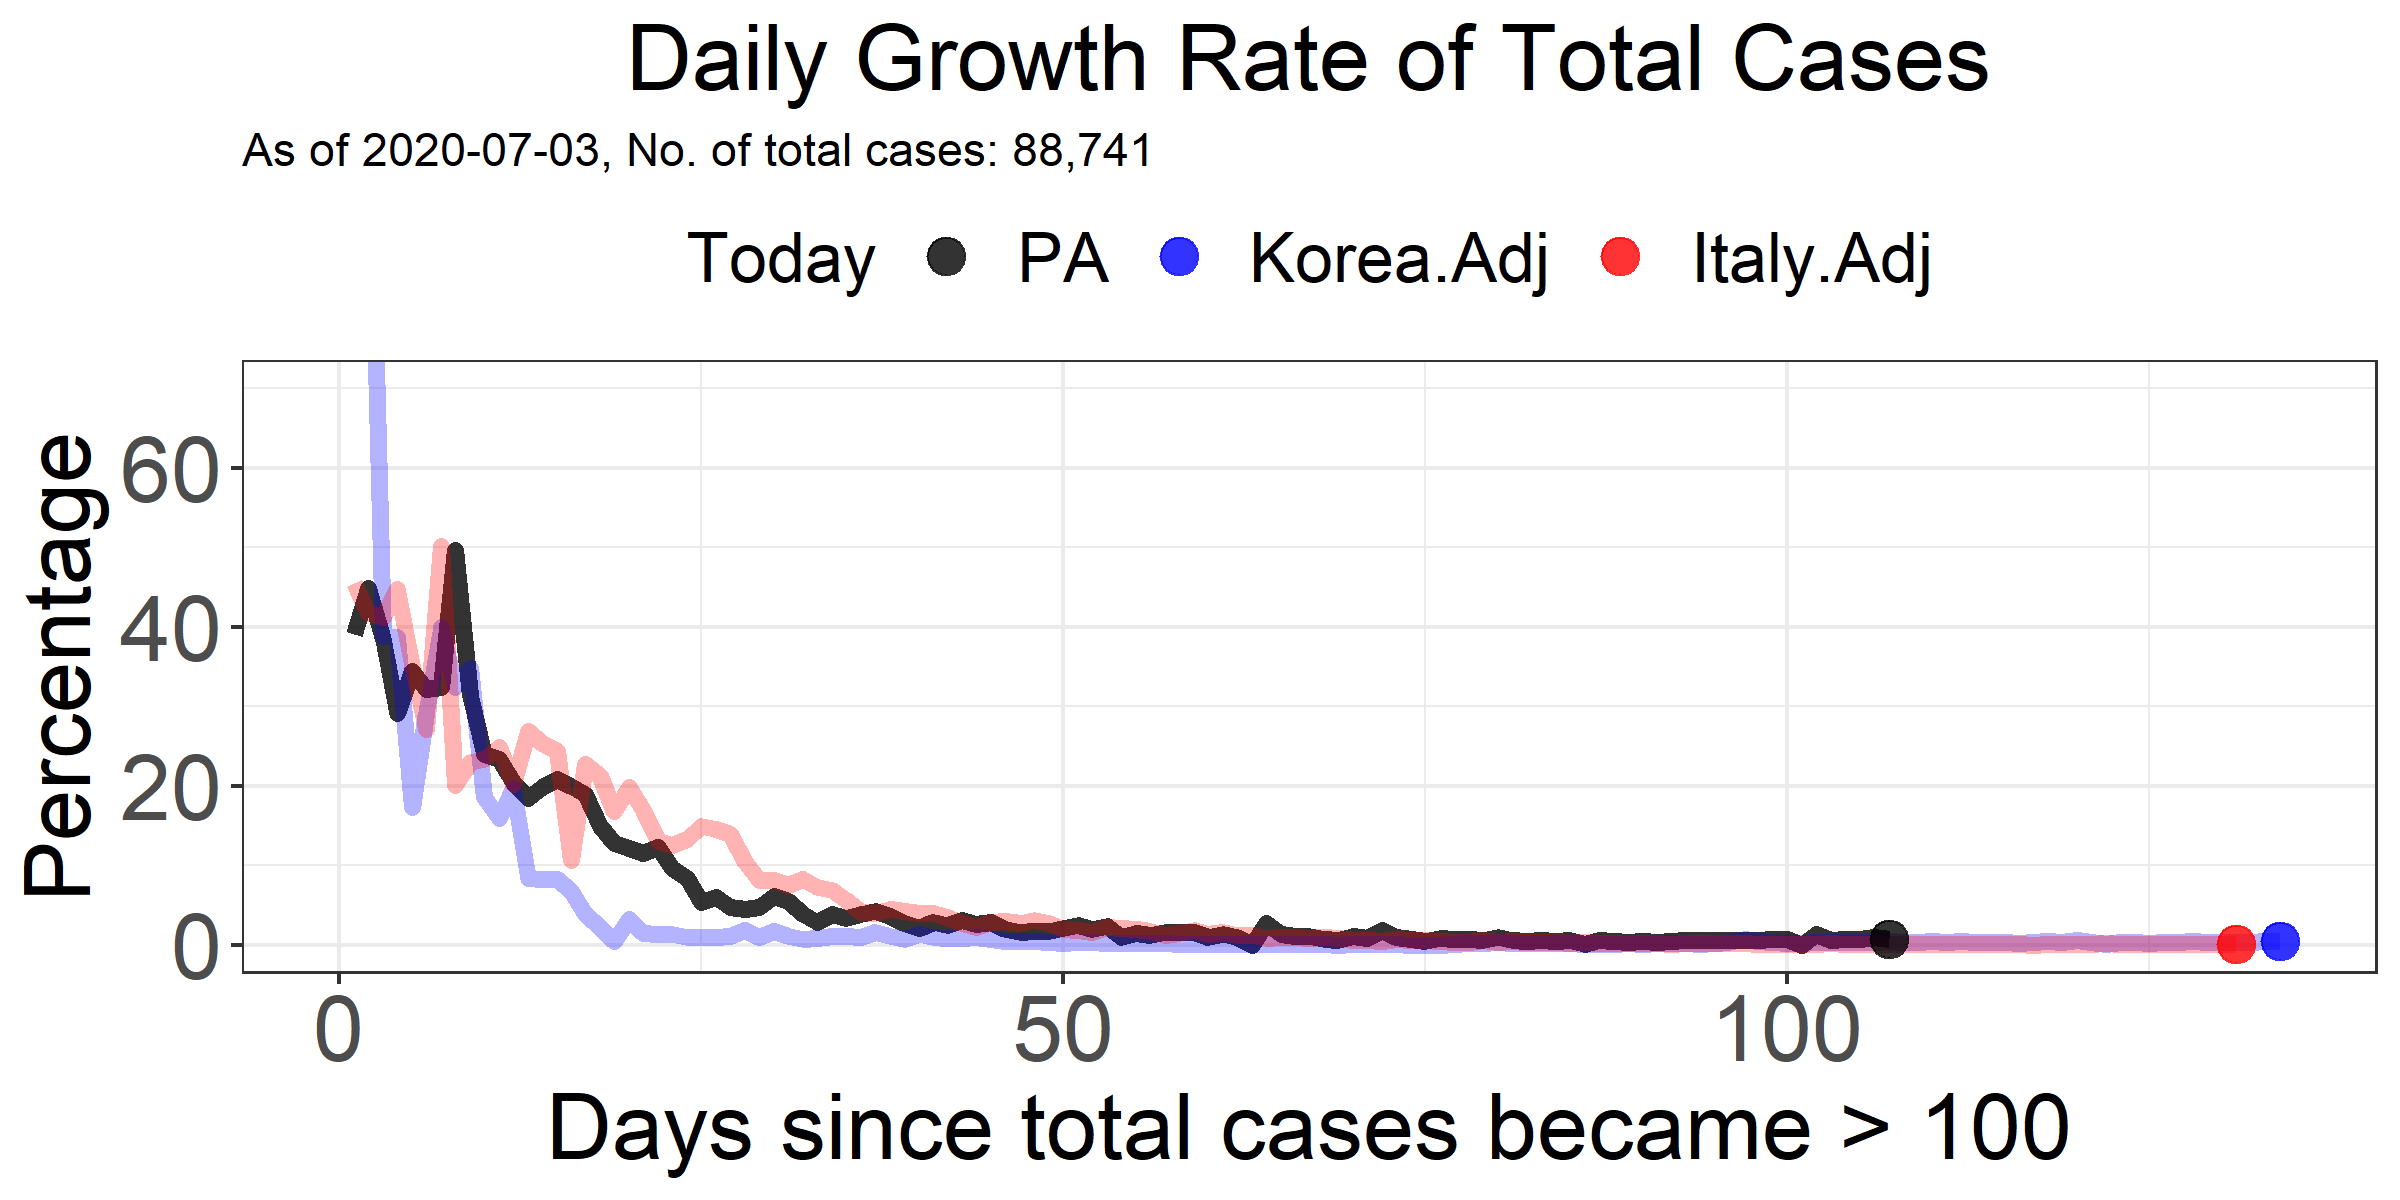 Daily Growth Rate of Total Cases
As of 2020-07-03, No. of total cases: 88,741
Today PA Korea.Adj Italy.Adj
Percentage
60
40
20
0
0 50 100
Days since total cases became > 100